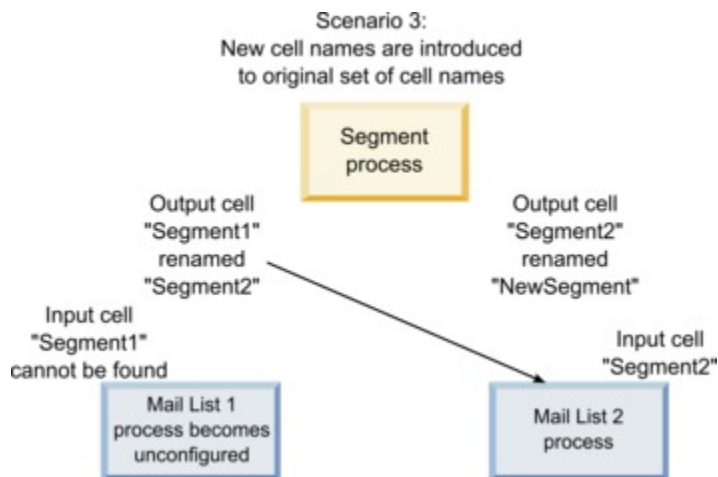 Scenario 3:
New cell names are introduced
to original set of cell names
Segment
process
Output cell
"Segment1"
renamed
"Segment2"
Output cell
"Segment2"
renamed
"NewSegment"
Input cell
"Segment1"
cannot be found
Input cell
"Segment2"
Mail List 1
process becomes
unconfigured
Mail List 2
process